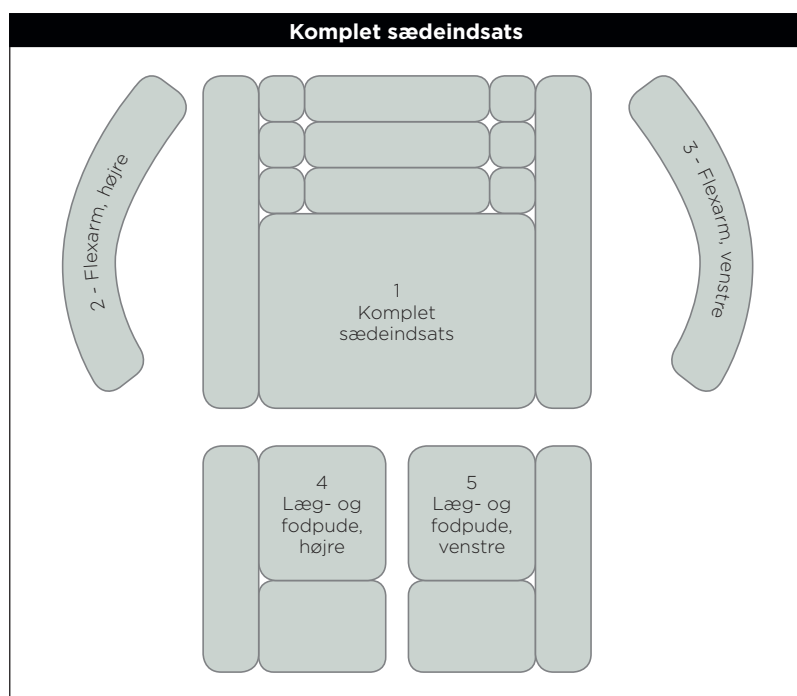 Komplet sædeindsats
2 - Flexarm, højre
3 - Flexarm, venstre
1
Komplet
sædeindsats
4
Læg- og
fodpude,
højre
5
Læg- og
fodpude,
venstre